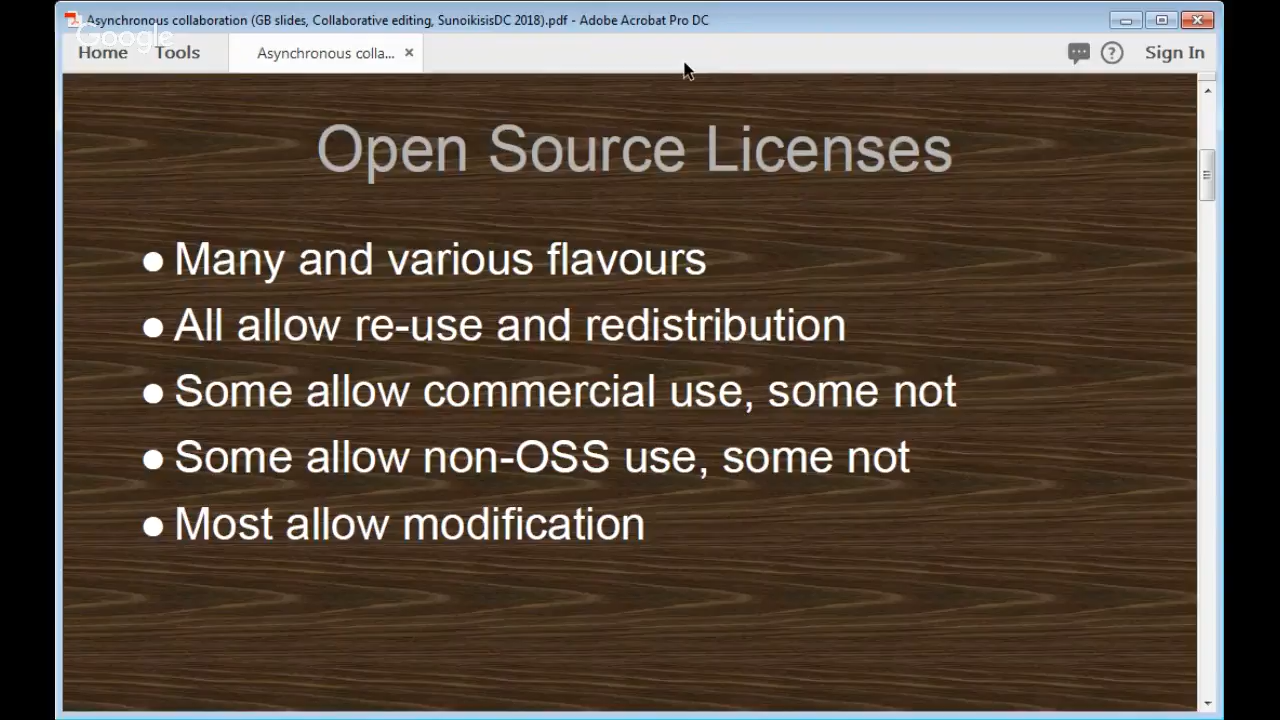 Asynchronous collaboration (GB slides, Collaborative editing, SunoikisisDC 2018).pdf - Adobe Acrobat Pro DC
Google
Home Tools Asynchronous colla... × ? Sign In
Open Source Licenses
● Many and various flavours
● All allow re-use and redistribution
● Some allow commercial use, some not
● Some allow non-OSS use, some not
● Most allow modification